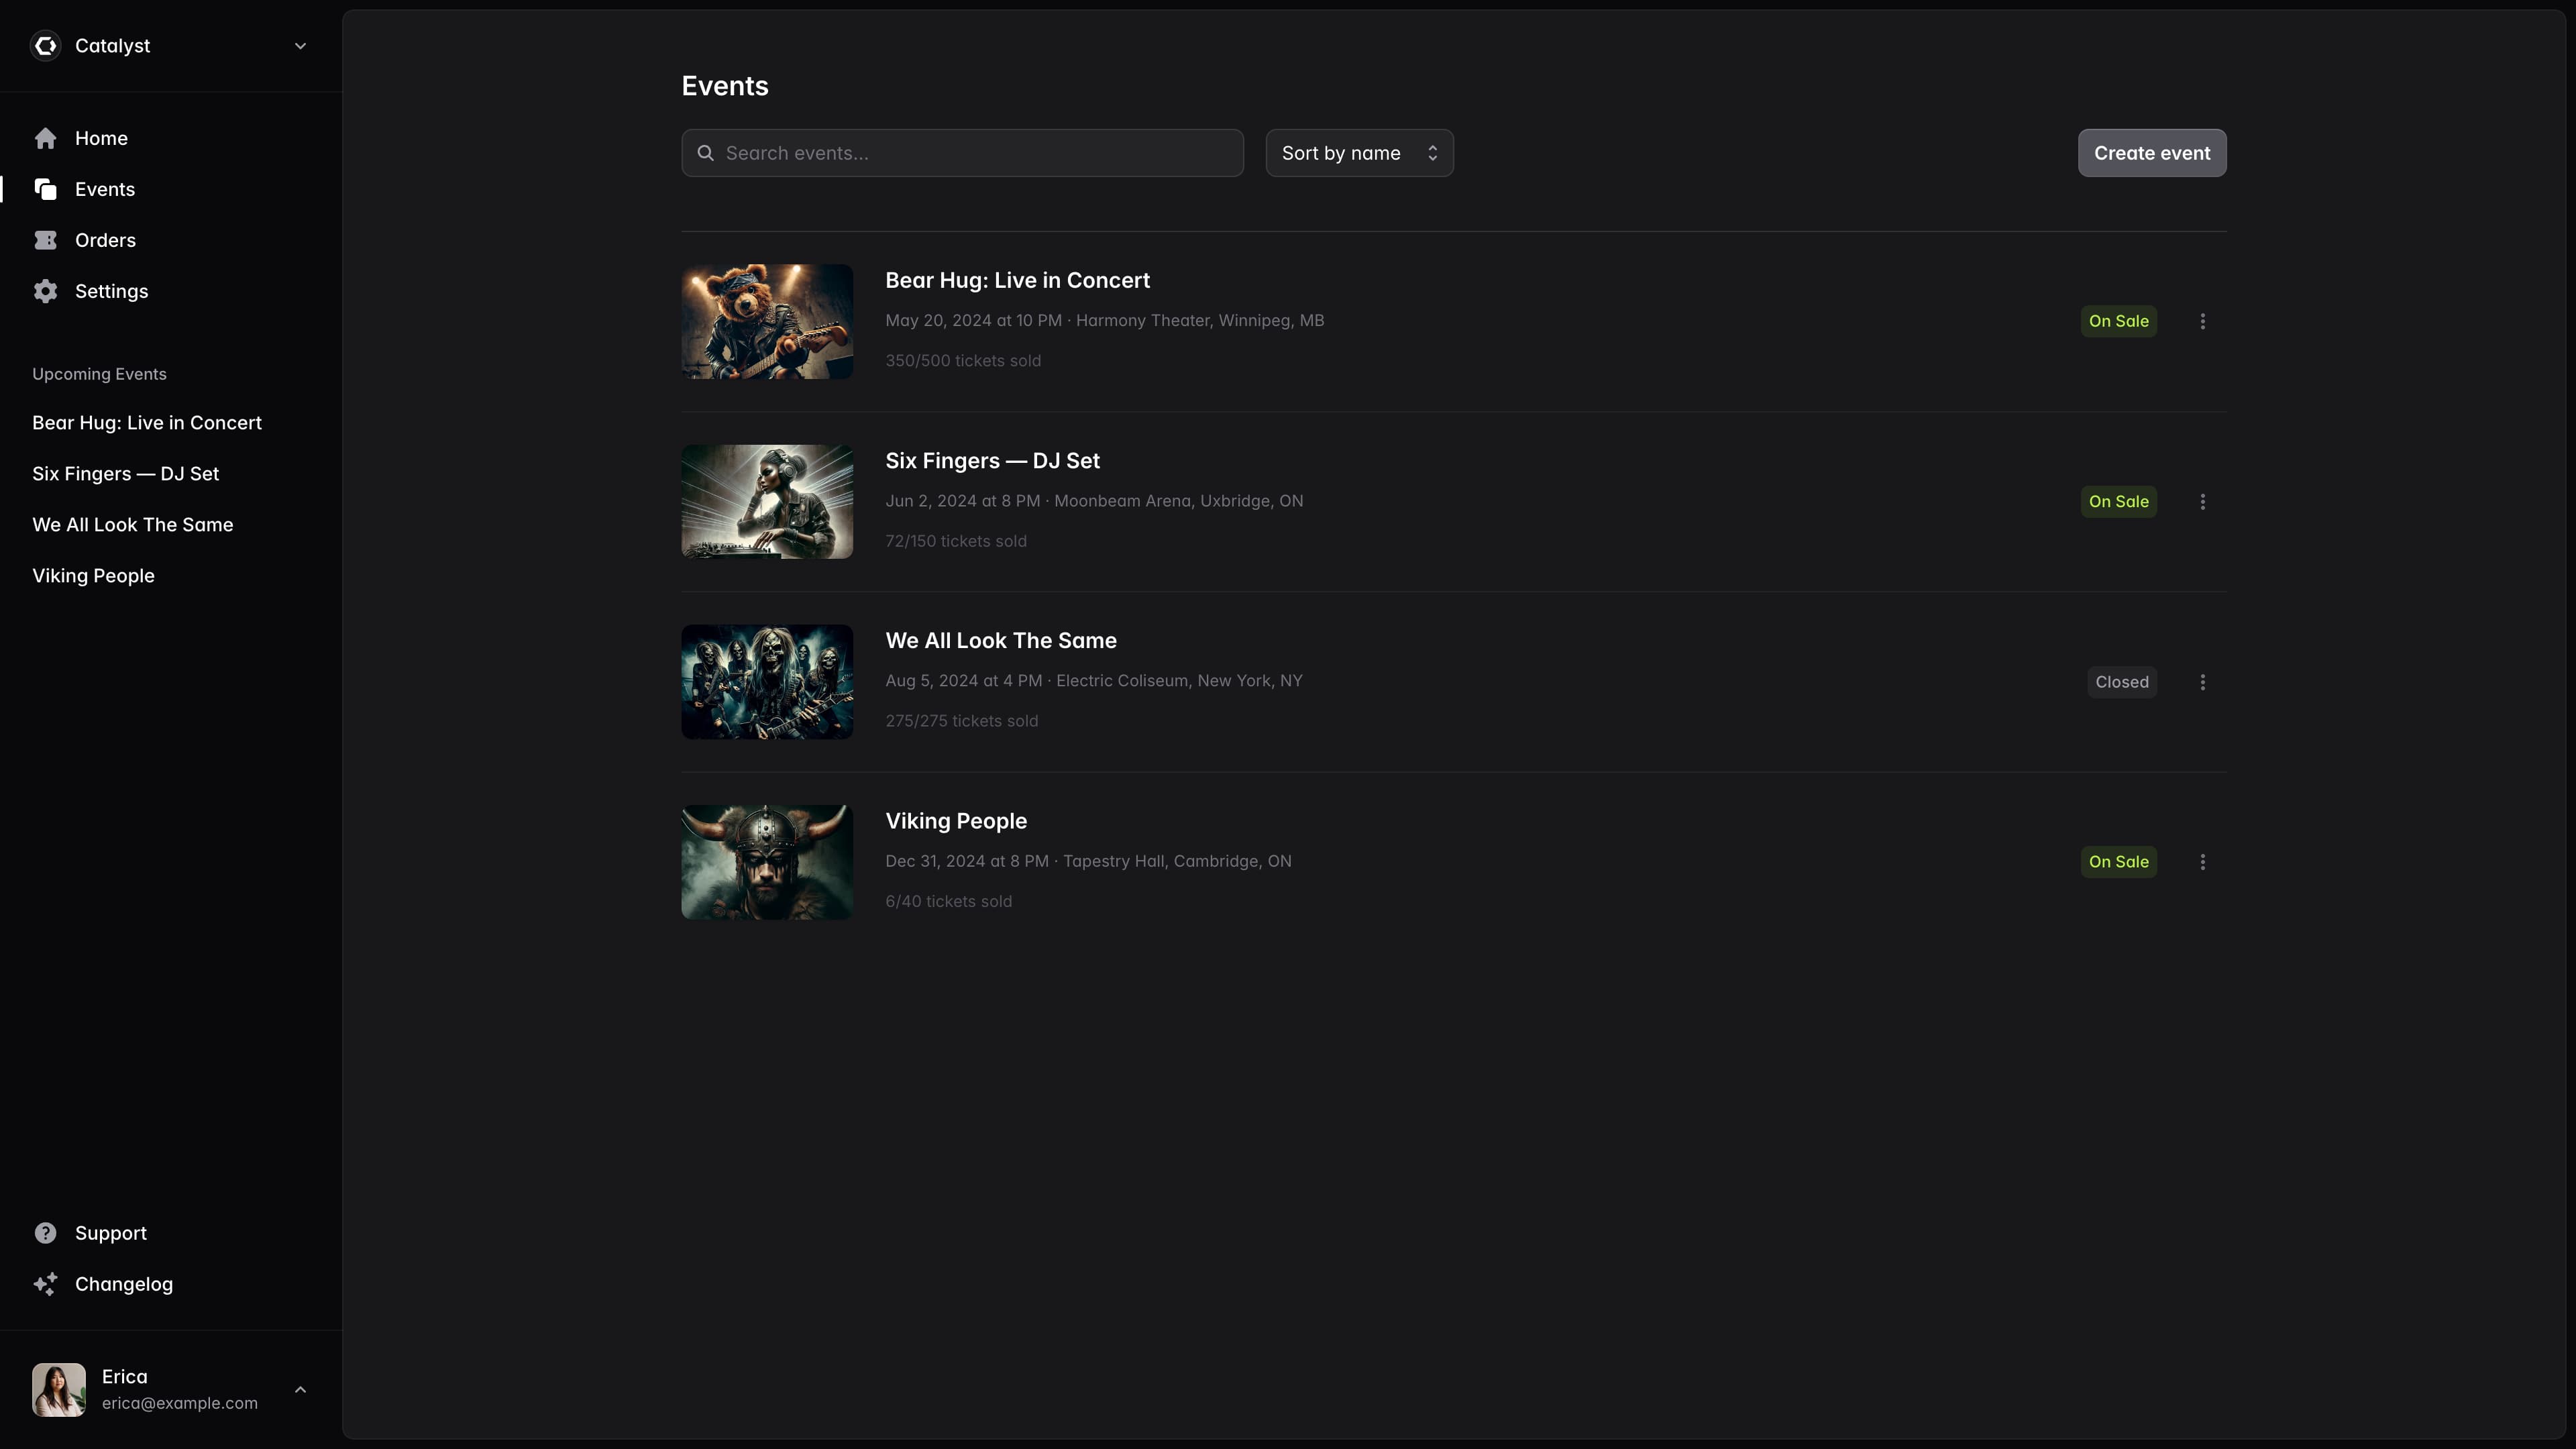 Catalyst
Home
Events
Orders
Settings
Upcoming Events
Bear Hug: Live in Concert
Six Fingers — DJ Set
We All Look The Same
Viking People
Support
Changelog
Erica
erica@example.com
Events
Search events...
Sort by name
Create event
Bear Hug: Live in Concert
May 20, 2024 at 10 PM · Harmony Theater, Winnipeg, MB
350/500 tickets sold
On Sale
Six Fingers — DJ Set
Jun 2, 2024 at 8 PM · Moonbeam Arena, Uxbridge, ON
72/150 tickets sold
On Sale
We All Look The Same
Aug 5, 2024 at 4 PM · Electric Coliseum, New York, NY
275/275 tickets sold
Closed
Viking People
Dec 31, 2024 at 8 PM · Tapestry Hall, Cambridge, ON
6/40 tickets sold
On Sale